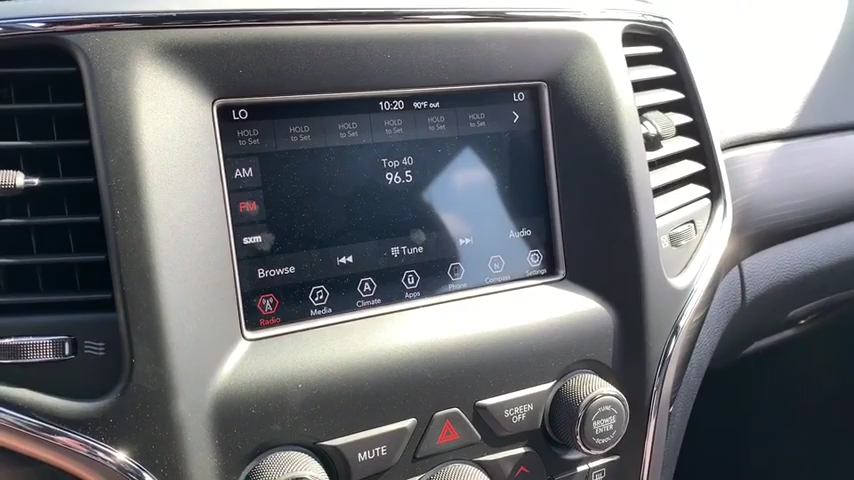 LO 10:20 90°F out LO
HOLD to Set HOLD to Set HOLD to Set HOLD to Set HOLD to Set HOLD to Set
AM
FM
sxm
Top 40
96.5
Browse Tune Audio
Radio Media Climate Apps Phone Compass Settings
A A ū N
MUTE
SCREEN OFF
TUNE
BROWSE
ENTER
SCROLL